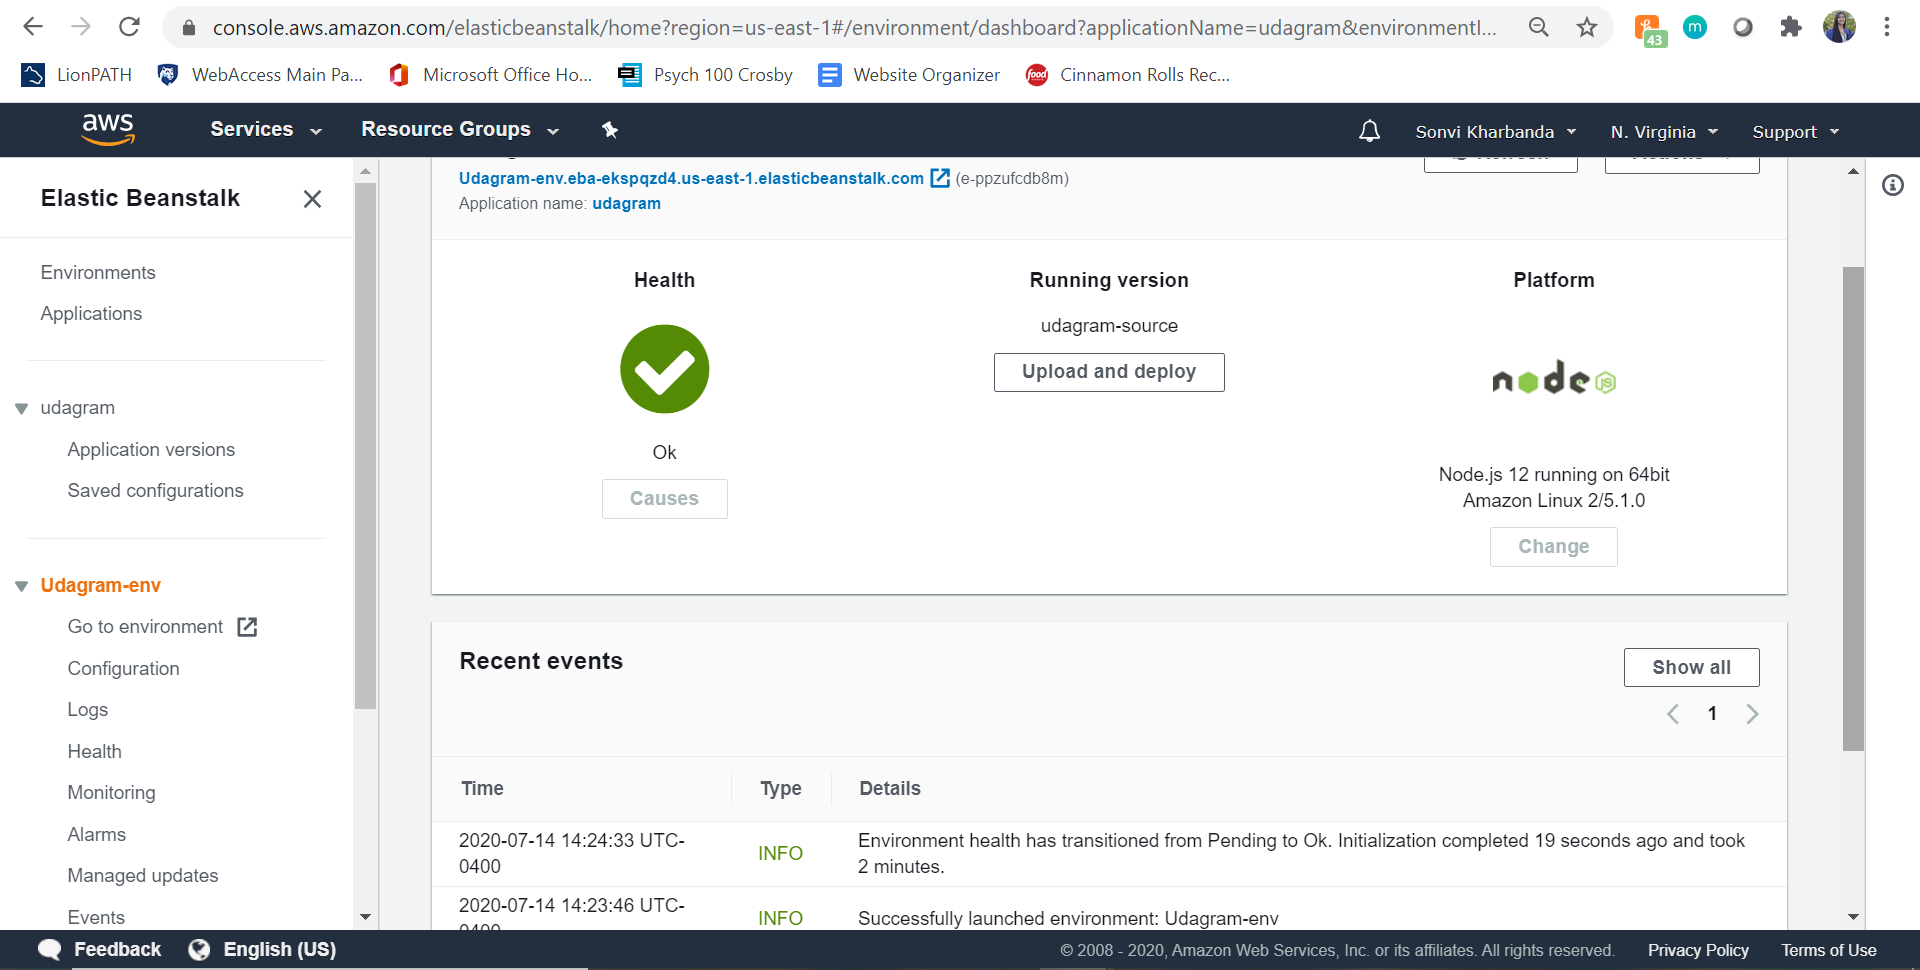 console.aws.amazon.com/elasticbeanstalk/home?region=us-east-1#/environment/dashboard?applicationName=udagram&environmentI...
43
m
LionPATH
WebAccess Main Pa...
Microsoft Office Ho...
Psych 100 Crosby
Website Organizer
food
Cinnamon Rolls Rec...
aws
Services
Resource Groups
Sonvi Kharbanda
N. Virginia
Support
Elastic Beanstalk
Environments
Applications
udagram
Application versions
Saved configurations
Udagram-env
Go to environment
Configuration
Logs
Health
Monitoring
Alarms
Managed updates
Events
Udagram-env.eba-ekspqzd4.us-east-1.elasticbeanstalk.com (e-ppzufcdb8m)
Application name: udagram
Health
Ok
Causes
Running version
udagram-source
Upload and deploy
Platform
node
JS
Node.js 12 running on 64bit
Amazon Linux 2/5.1.0
Change
Recent events
Show all
1
Time
Type
Details
2020-07-14 14:24:33 UTC-
0400
INFO
Environment health has transitioned from Pending to Ok. Initialization completed 19 seconds ago and took
2 minutes.
2020-07-14 14:23:46 UTC-
0400
INFO
Successfully launched environment: Udagram-env
Feedback
English (US)
© 2008 - 2020, Amazon Web Services, Inc. or its affiliates. All rights reserved.
Privacy Policy
Terms of Use